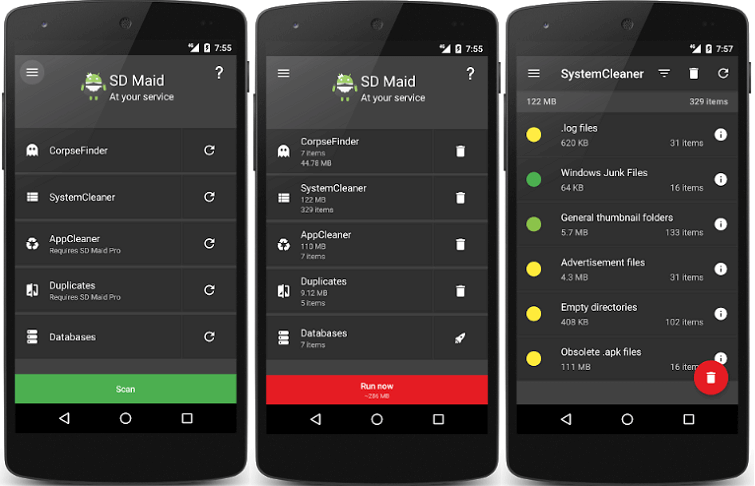 7:55
SD Maid
?
At your service
CorpseFinder
SystemCleaner
AppCleaner
Requires SD Maid Pro
Duplicates
Requires SD Maid Pro
Databases
Scan
7:55
SD Maid
?
At your service
CorpseFinder
7 items
44.78 MB
SystemCleaner
122 MB
329 items
AppCleaner
110 MB
7 items
Duplicates
9.12 MB
5 items
Databases
7 items
Run now
~286 MB
7:57
SystemCleaner
122 MB 329 items
.log files
620 KB 31 items
Windows Junk Files
64 KB 16 items
General thumbnail folders
5.7 MB 133 items
Advertisement files
4.3 MB 31 items
Empty directories
408 KB 102 items
Obsolete .apk files
111 MB 16 items